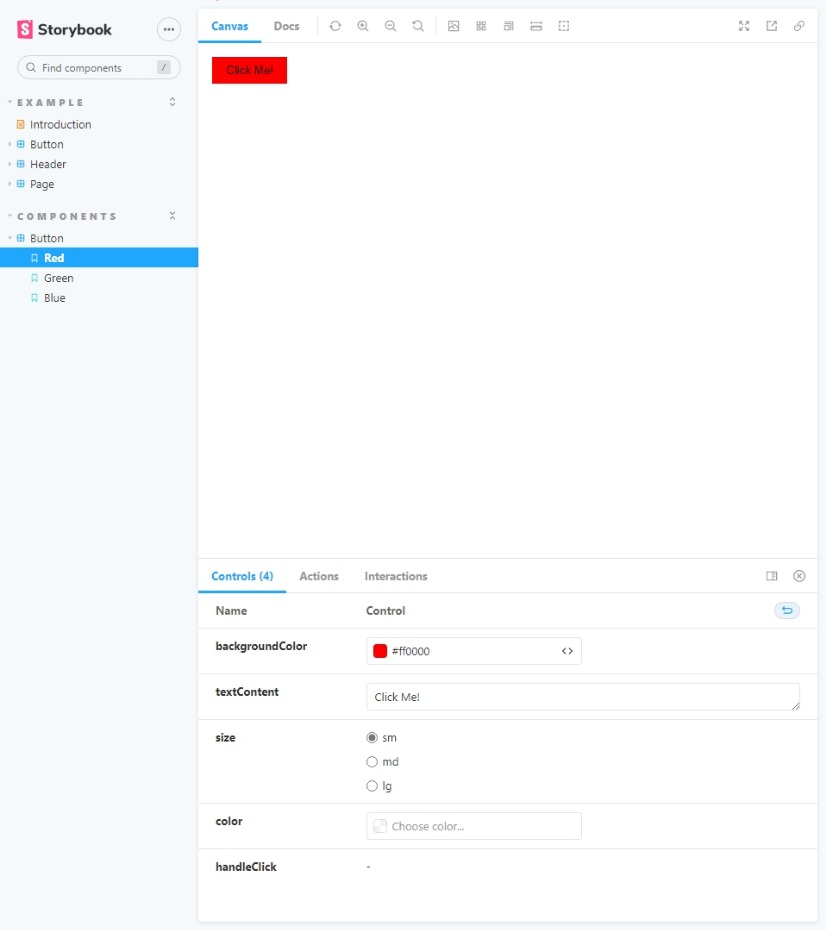 Storybook
Find components /
EXAMPLE
Introduction
Button
Header
Page
COMPONENTS
Button
Red
Green
Blue
Canvas Docs
Click Me!
Controls (4) Actions Interactions
Name Control
backgroundColor #ff0000
textContent Click Me!
size sm
md
lg
color Choose color...
handleClick -